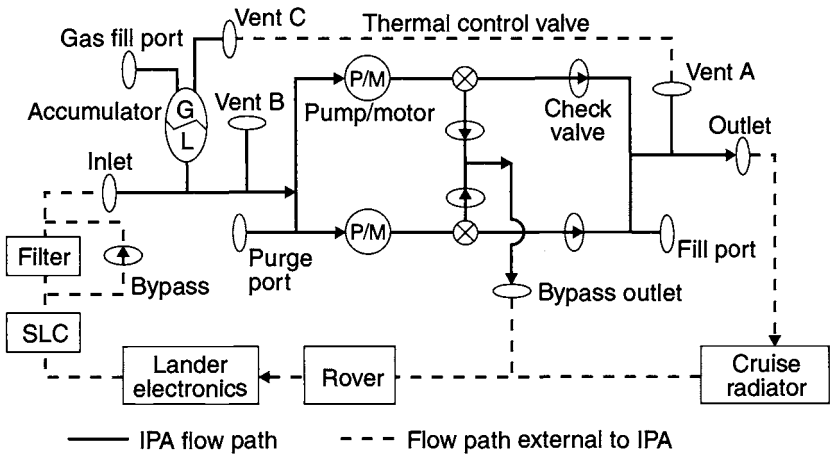 Vent C
Thermal control valve
Gas fill port
Vent A
Accumulator
G
L
Vent B
P/M
Pump/motor
Check
valve
Outlet
Inlet
P/M
Purge
port
Fill port
Filter
Bypass
Bypass outlet
SLC
Lander
electronics
Rover
Cruise
radiator
IPA flow path
Flow path external to IPA